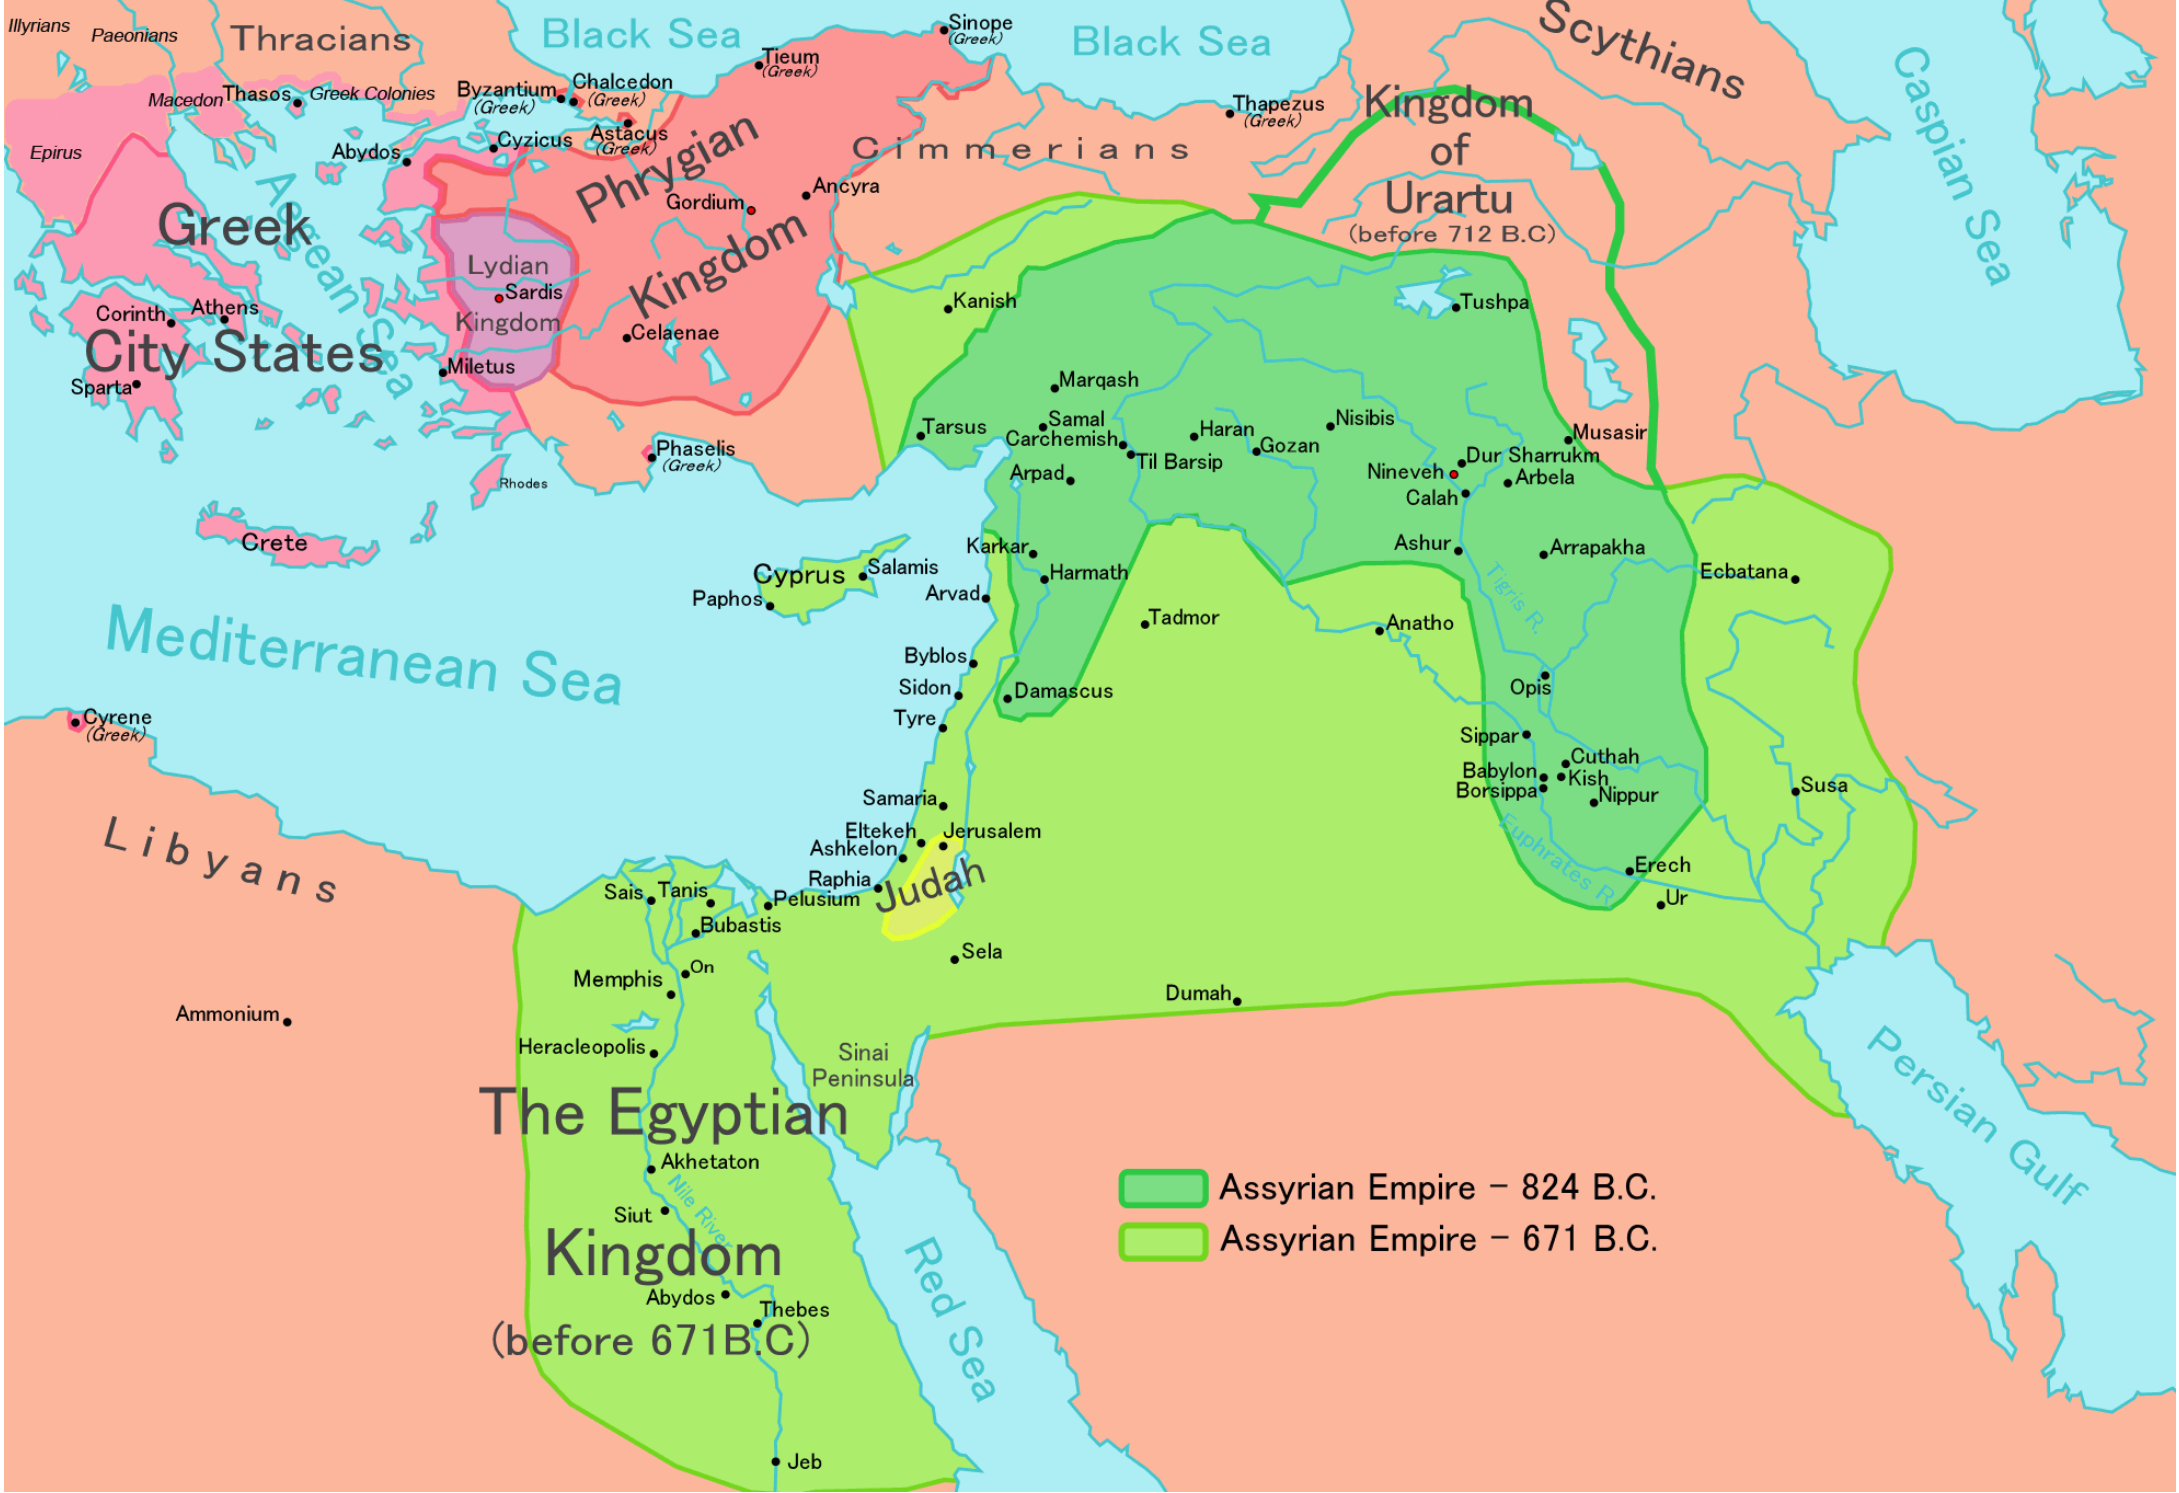 Illyrians
Paeonians
Thracians
Black Sea
Sinope
(Greek)
Black Sea
Scythians
Caspian Sea
Tieum
(Greek)
Macedon
Thasos
Greek Colonies
Byzantium
(Greek)
Chalcedon
(Greek)
Thapezus
(Greek)
Kingdom
of
Urartu
(before 712 B.C)
Epirus
Abydos
Cyzicus
Astacus
(Greek)
Phrygian
Kingdom
Cimmerians
Ancyra
Gordium
Greek
City States
Aegean Sea
Lydian
Sardis
Kingdom
Celaenae
Corinth
Athens
Sparta
Miletus
Kanish
Tushpa
Marqash
Samal
Carchemish
Tarsus
Haran
Gozan
Nisibis
Musasir
Dur Sharrukm
Nineveh
Arbela
Calah
Til Barsip
Arpad
Phaselis
(Greek)
Rhodes
Crete
Karkar
Harmath
Ashur
Arrapakha
Ecbatana
Tigris R.
Cyprus
Salamis
Paphos
Arvad
Tadmor
Anatho
Mediterranean Sea
Byblos
Sidon
Damascus
Tyre
Opis
Cyrene
(Greek)
Sippar
Cuthah
Babylon
Kish
Borsippa
Nippur
Susa
Samaria
Eltekeh
Jerusalem
Ashkelon
Euphrates R
Erech
Ur
Libyans
Raphia
Judah
Sais
Tanis
Pelusium
Bubastis
Sela
On
Memphis
Dumah
Ammonium
Heracleopolis
Sinai
Peninsula
Persian Gulf
The Egyptian
Kingdom
(before 671B.C)
Akhetaton
Nile River
Siut
Abydos
Thebes
Jeb
Red Sea
Assyrian Empire - 824 B.C.
Assyrian Empire - 671 B.C.